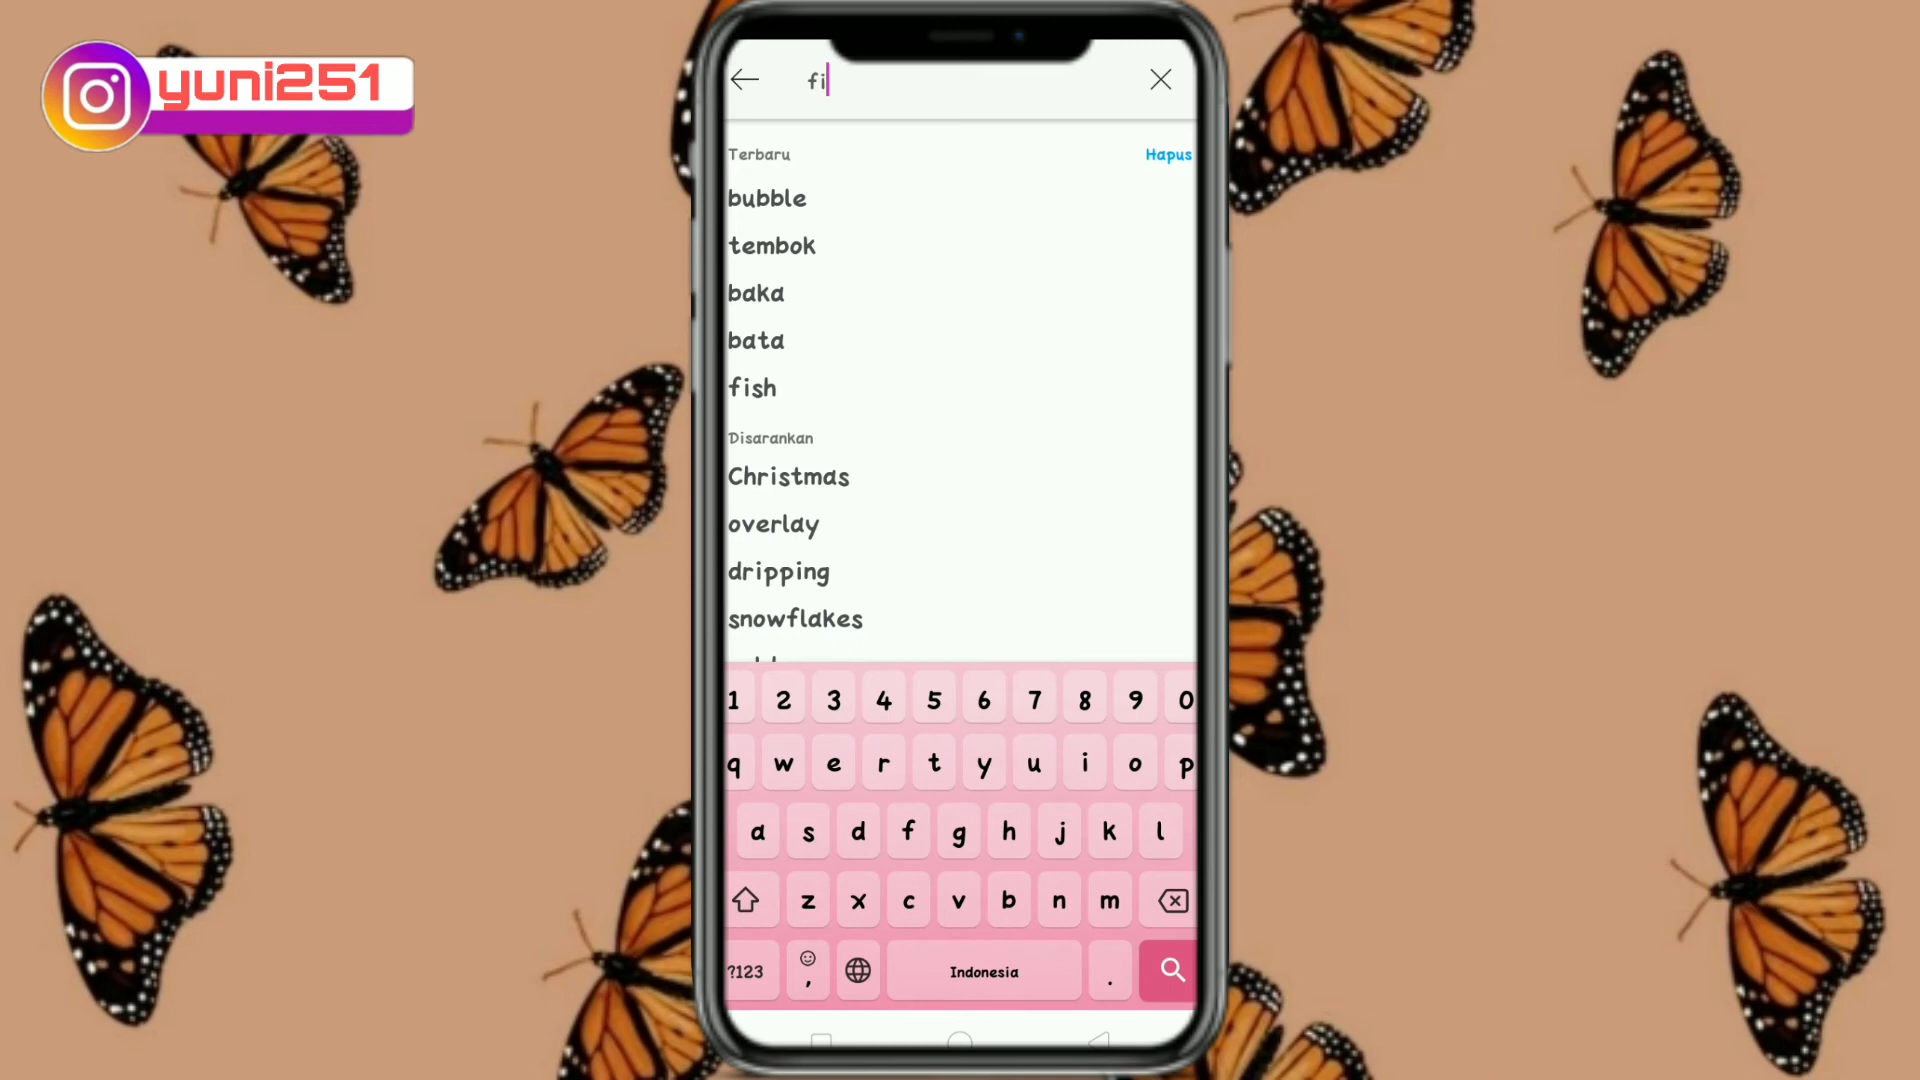 yuni251
fi
Terbaru Hapus
bubble
tembok
baka
bata
fish
Disarankan
Christmas
overlay
dripping
snowflakes
1 2 3 4 5 6 7 8 9 0
q w e r t y u i o p
a s d f g h j k l
z x c v b n m
?123 , Indonesia .